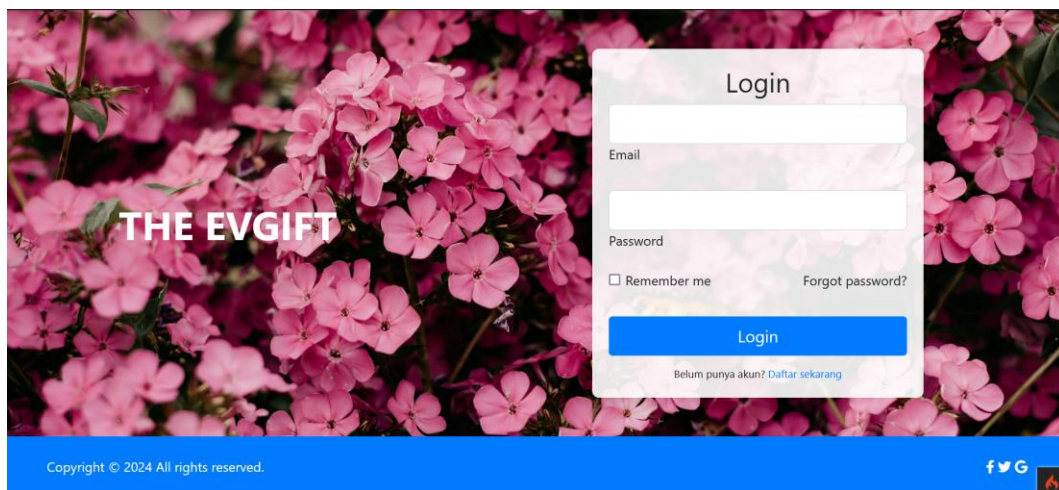 THE EVGIFT
Login
Email
Password
Remember me
Forgot password?
Login
Belum punya akun? Daftar sekarang
Copyright © 2024 All rights reserved.